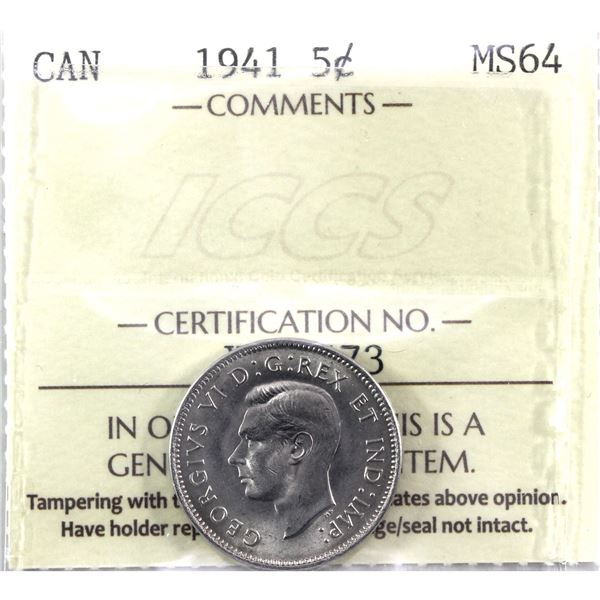 CAN 1941 5¢ MS64
— COMMENTS —
ICCS
— CERTIFICATION NO. —
73
IN O IS IS A
GEN TEM.
Tampering with t ates above opinion.
Have holder rep ge/seal not intact.
GEORGIVS VI D:G:REX ET IND:IMP: